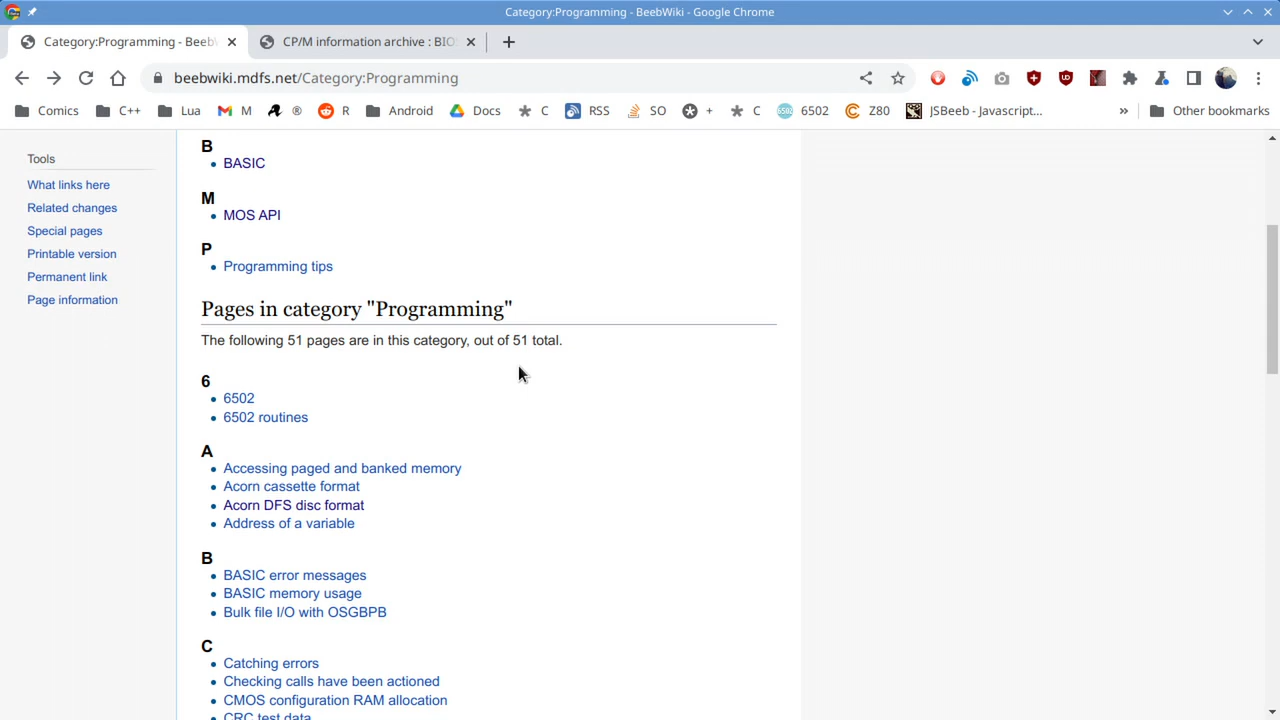 Category:Programming - BeebWiki - Google Chrome
Category:Programming - Beeb
CP/M information archive : BIO
beebwiki.mdfs.net/Category:Programming
Comics
C++
Lua
M
®
R
Android
Docs
C
RSS
SO
+
C
6502
Z80
JSBeeb - Javascript...
»
Other bookmarks
Tools
What links here
Related changes
Special pages
Printable version
Permanent link
Page information
B
BASIC
M
MOS API
P
Programming tips
Pages in category "Programming"
The following 51 pages are in this category, out of 51 total.
6
6502
6502 routines
A
Accessing paged and banked memory
Acorn cassette format
Acorn DFS disc format
Address of a variable
B
BASIC error messages
BASIC memory usage
Bulk file I/O with OSGBPB
C
Catching errors
Checking calls have been actioned
CMOS configuration RAM allocation
CRC test data